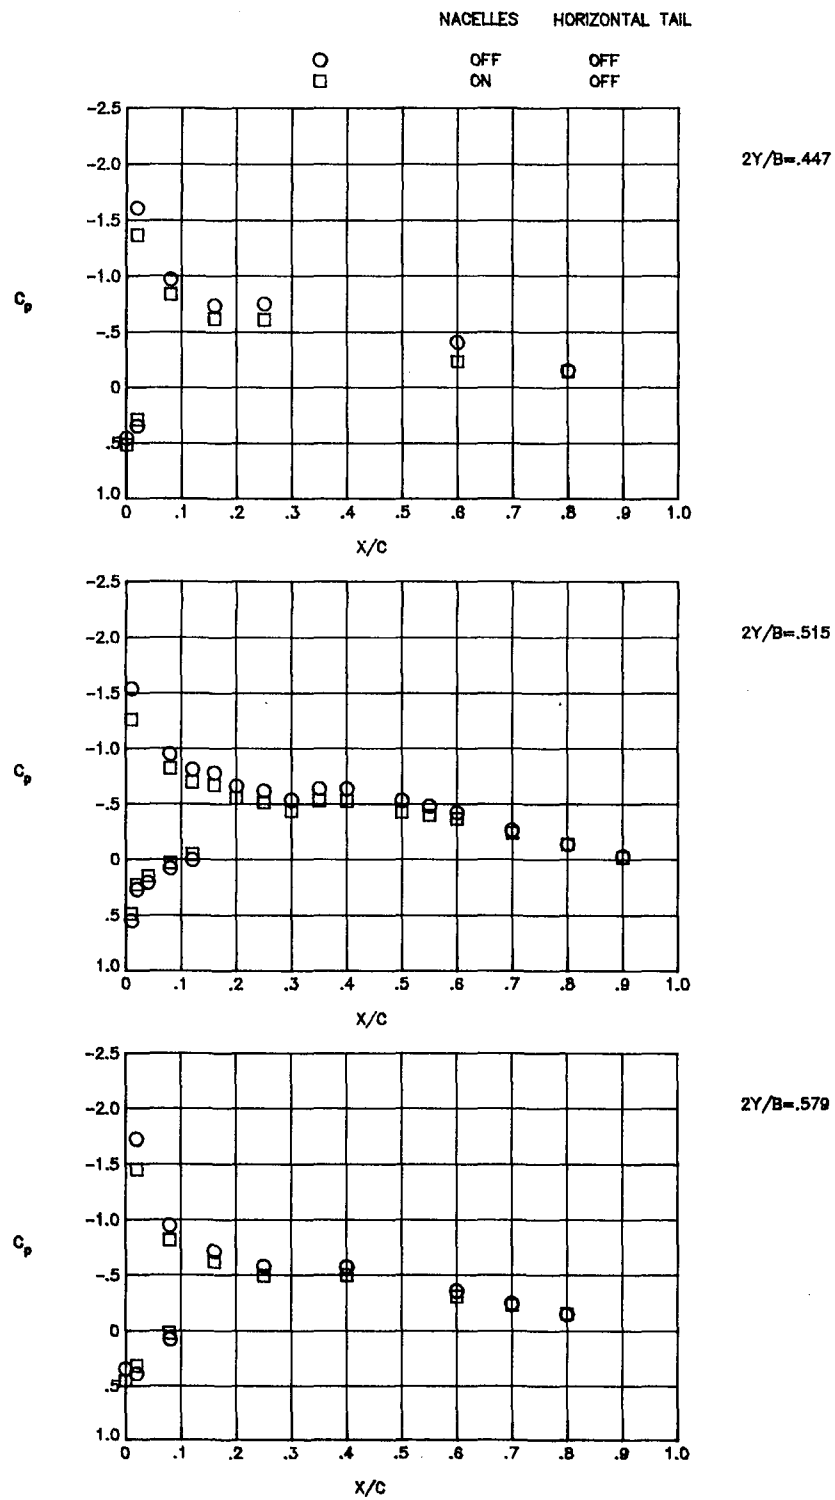 NACELLES HORIZONTAL TAIL
OFF OFF
ON OFF
2Y/B=.447
-2.5
-2.0
-1.5
-1.0
-.5
0
.5
1.0
Cp
0 .1 .2 .3 .4 .5 .6 .7 .8 .9 1.0
X/C
2Y/B=.515
-2.5
-2.0
-1.5
-1.0
-.5
0
.5
1.0
Cp
0 .1 .2 .3 .4 .5 .6 .7 .8 .9 1.0
X/C
2Y/B=.579
-2.5
-2.0
-1.5
-1.0
-.5
0
.5
1.0
Cp
0 .1 .2 .3 .4 .5 .6 .7 .8 .9 1.0
X/C